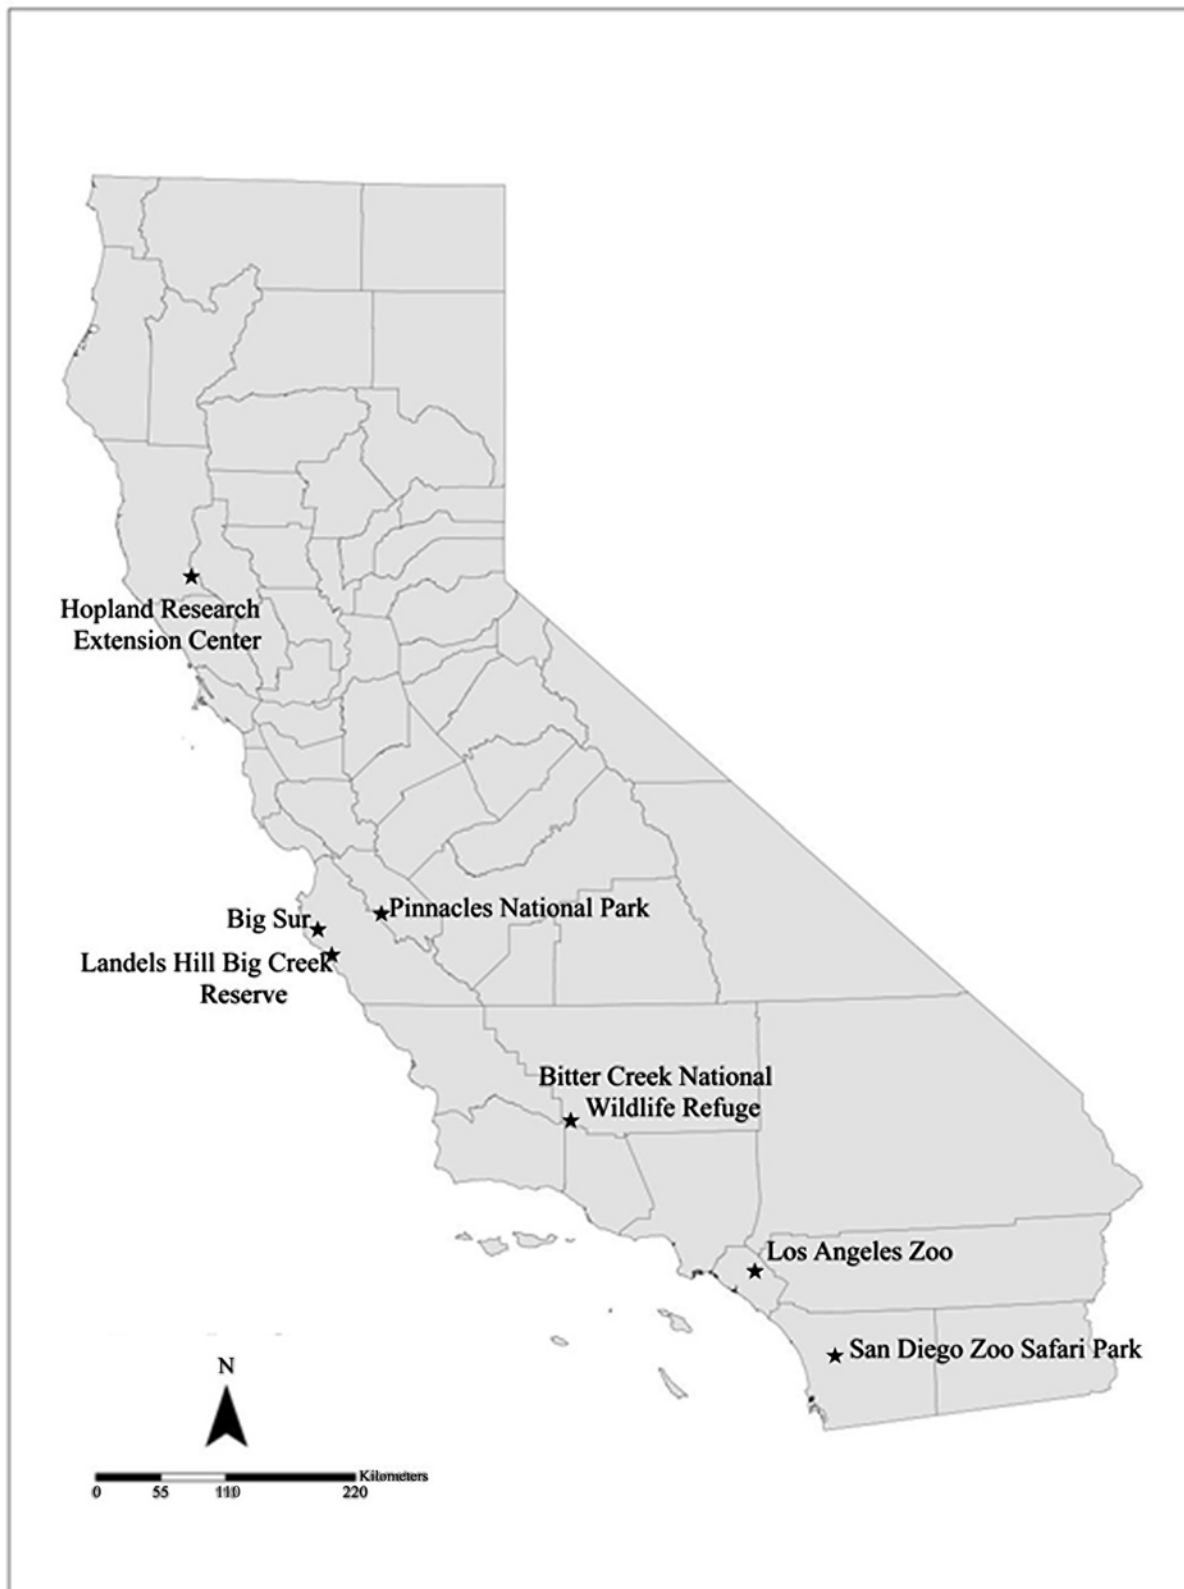 Hopland Research
Extension Center
Big Sur
Pinnacles National Park
Landels Hill Big Creek
Reserve
Bitter Creek National
Wildlife Refuge
Los Angeles Zoo
San Diego Zoo Safari Park
N
Kilometers
0 55 110 220